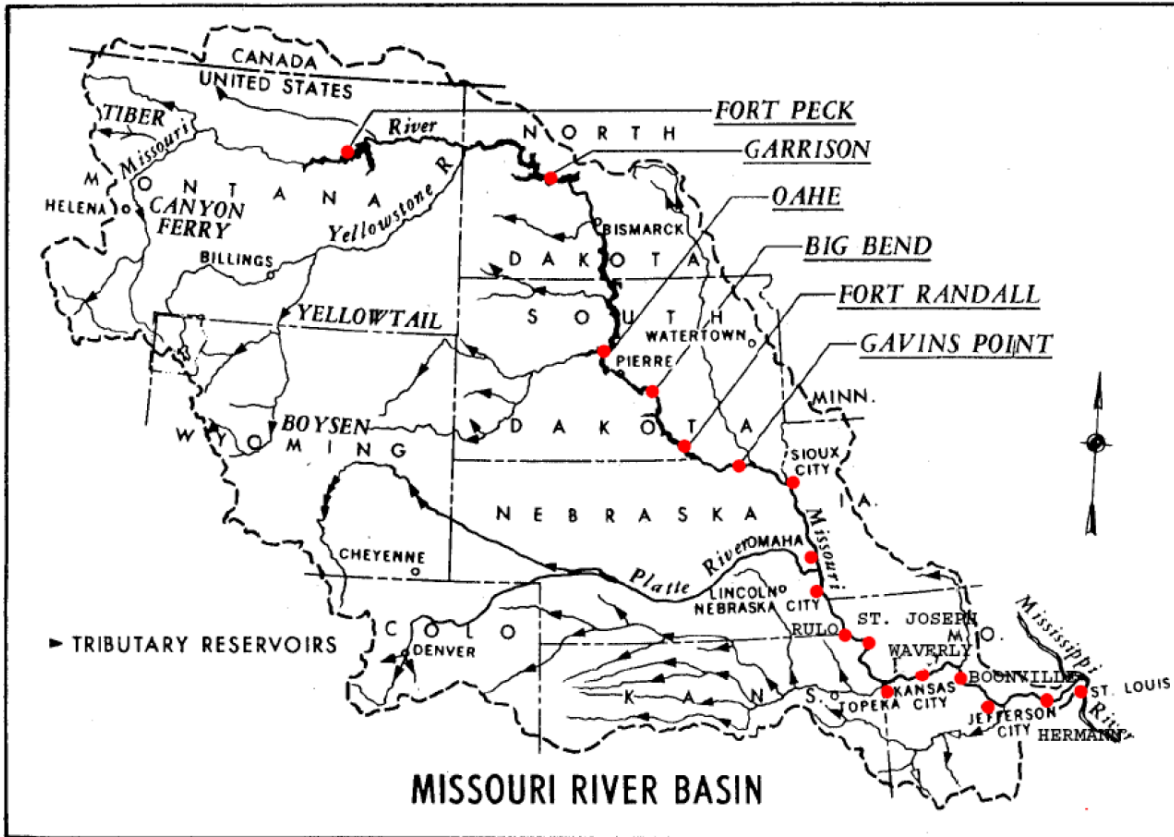 CANADA
UNITED STATES
TIBER
Missouri
River
FORT PECK
NORTH
GARRISON
MONTANA
HELENA
CANYON
FERRY
Yellowstone R
OAHE
BISMARCK
BILLINGS
DAKOTA
BIG BEND
YELLOWTAIL
SOUTH
FORT RANDALL
WATERTOWN
PIERRE
GAVINS POINT
MINN.
BOYSEN
DAKOTA
WYOMING
SIOUX
CITY
IA.
NEBRASKA
Missouri
CHEYENNE
Platte River
OMAHA
LINCOLN
NEBRASKA CITY
COLO
RULO
ST. JOSEPH
MO.
Mississippi
River
► TRIBUTARY RESERVOIRS
DENVER
WAVERLY
BOONVILLE
KANS.
TOPEKA
KANSAS
CITY
ST. LOUIS
JEFFERSON
CITY
HERMANN
MISSOURI RIVER BASIN